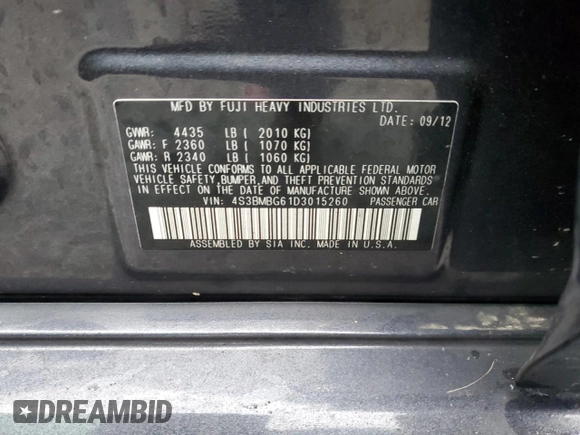 MFD BY FUJI HEAVY INDUSTRIES LTD.
DATE: 09/12
GVWR: 4435 LB ( 2010 KG)
GAWR: F 2360 LB ( 1070 KG)
GAWR: R 2340 LB ( 1060 KG)
THIS VEHICLE CONFORMS TO ALL APPLICABLE FEDERAL MOTOR
VEHICLE SAFETY,BUMPER,AND THEFT PREVENTION STANDARDS
IN EFFECT ON THE DATE OF MANUFACTURE SHOWN ABOVE.
VIN: 4S3BMBG61D3015260 PASSENGER CAR
ASSEMBLED BY SIA INC. MADE IN U.S.A.
DREAMBID